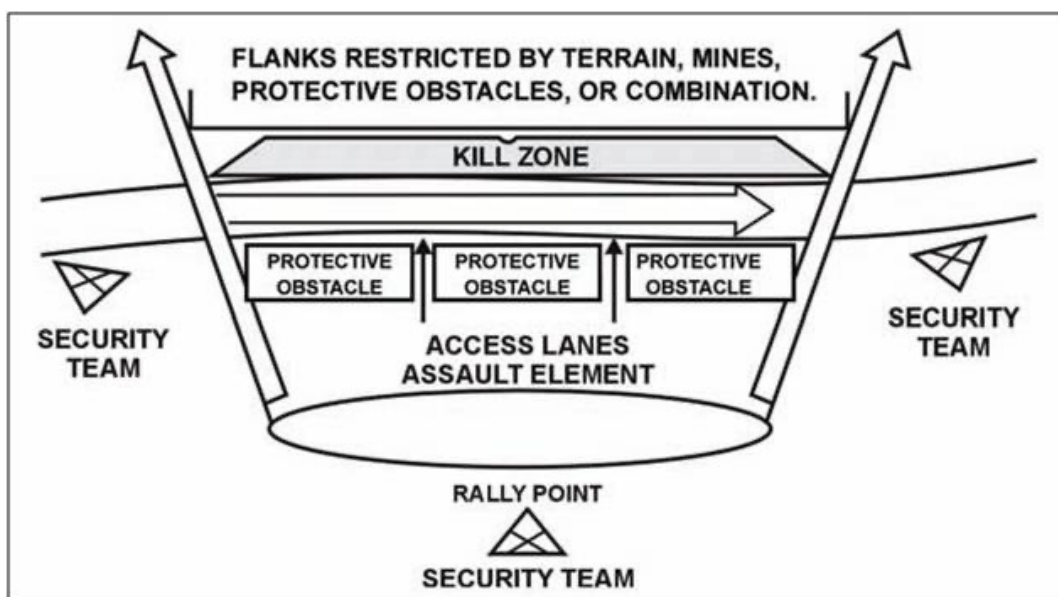 FLANKS RESTRICTED BY TERRAIN, MINES,
PROTECTIVE OBSTACLES, OR COMBINATION.
KILL ZONE
PROTECTIVE
OBSTACLE
PROTECTIVE
OBSTACLE
PROTECTIVE
OBSTACLE
SECURITY
TEAM
ACCESS LANES
ASSAULT ELEMENT
SECURITY
TEAM
RALLY POINT
SECURITY TEAM